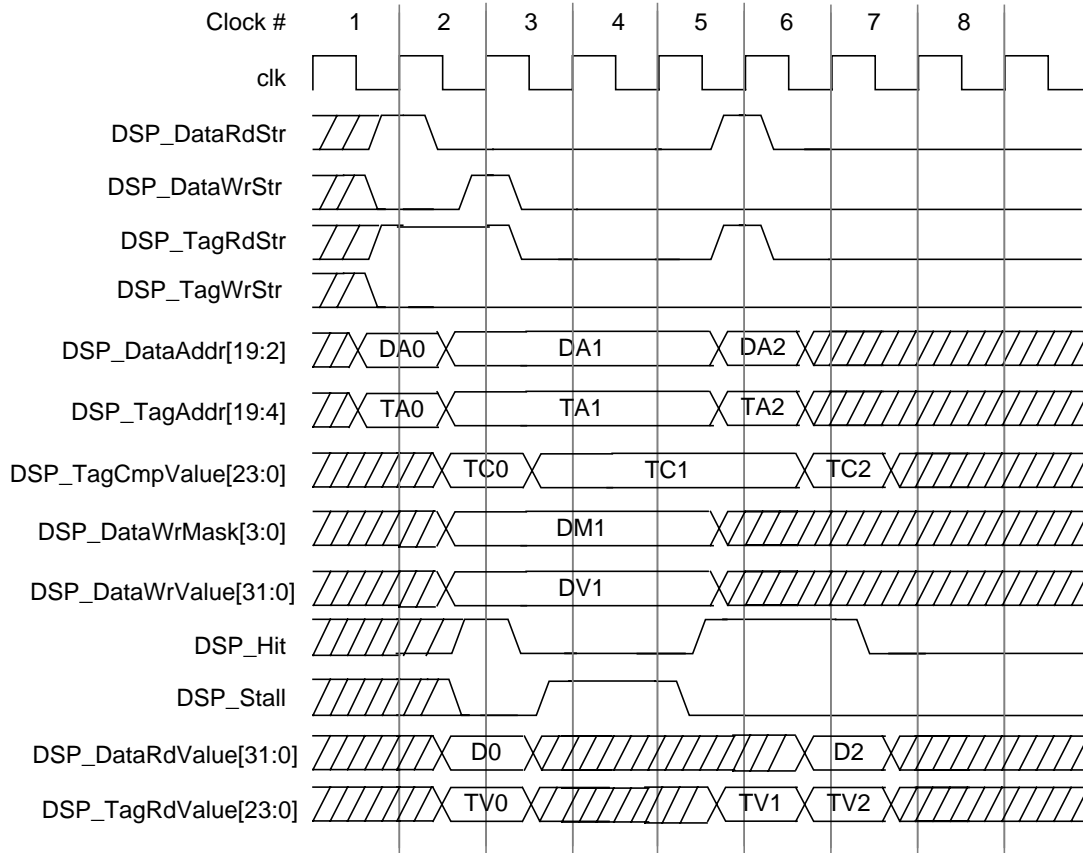 Clock # 1 2 3 4 5 6 7 8
clk
DSP_DataRdStr
DSP_DataWrStr
DSP_TagRdStr
DSP_TagWrStr
DSP_DataAddr[19:2] DA0 DA1 DA2
DSP_TagAddr[19:4] TA0 TA1 TA2
DSP_TagCmpValue[23:0] TC0 TC1 TC2
DSP_DataWrMask[3:0] DM1
DSP_DataWrValue[31:0] DV1
DSP_Hit
DSP_Stall
DSP_DataRdValue[31:0] D0 D2
DSP_TagRdValue[23:0] TV0 TV1 TV2